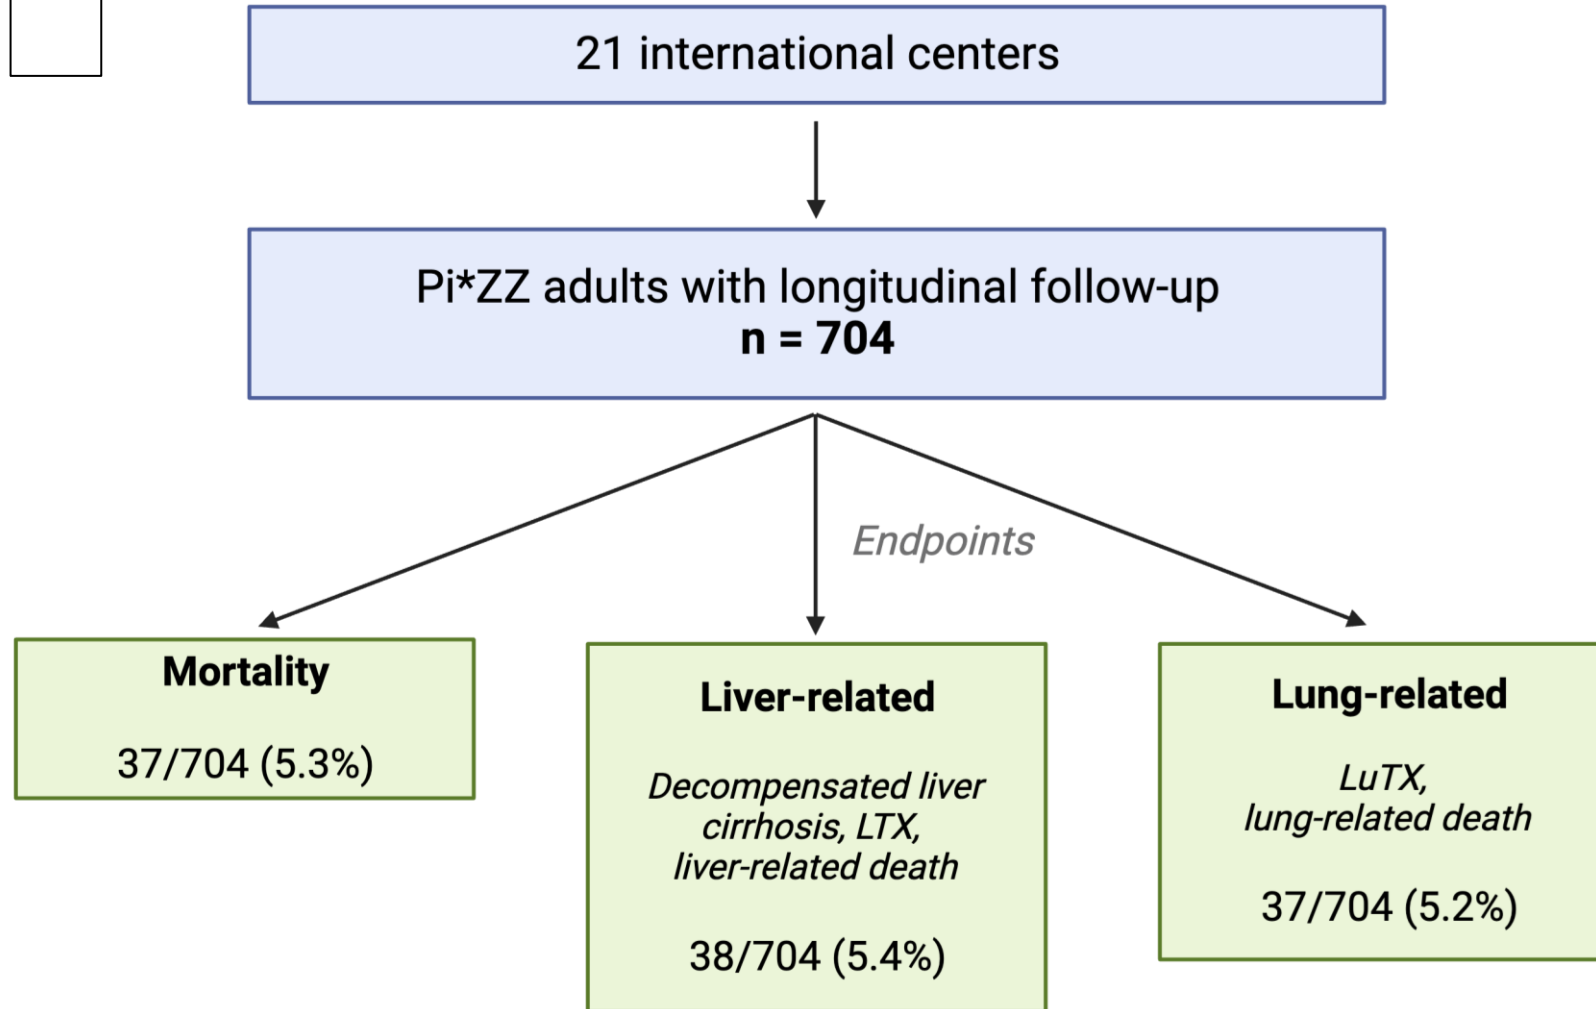 21 international centers
Pi*ZZ adults with longitudinal follow-up
n = 704
Endpoints
Mortality
37/704 (5.3%)
Liver-related
Decompensated liver
cirrhosis, LTX,
liver-related death
38/704 (5.4%)
Lung-related
LuTX,
lung-related death
37/704 (5.2%)